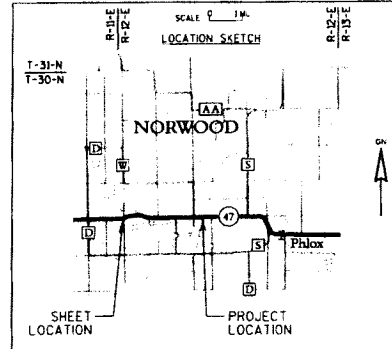 R-11-E
R-12-E
SCALE 0 1 MI.
R-12-E
R-13-E
LOCATION SKETCH
T-31-N
T-30-N
AA
NORWOOD
D
W
S
GN
47
D
S
Phlox
D
SHEET LOCATION
PROJECT LOCATION